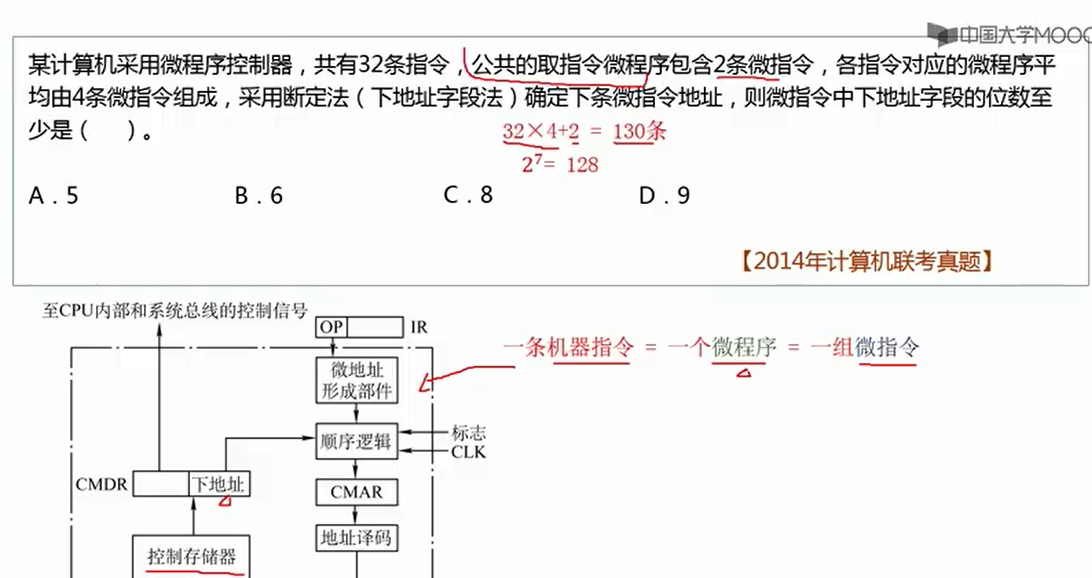 中国大学MOOC
某计算机采用微程序控制器，共有32条指令，公共的取指令微程序包含2条微指令，各指令对应的微程序平
均由4条微指令组成，采用断定法（下地址字段法）确定下条微指令地址，则微指令中下地址字段的位数至
少是（　）。
32×4+2 = 130条
2⁷= 128
A．5 B．6 C．8 D．9
【2014年计算机联考真题】
至CPU内部和系统总线的控制信号
OP IR
一条机器指令 = 一个微程序 = 一组微指令
微地址
形成部件
顺序逻辑
标志
CLK
CMDR 下地址
CMAR
地址译码
控制存储器